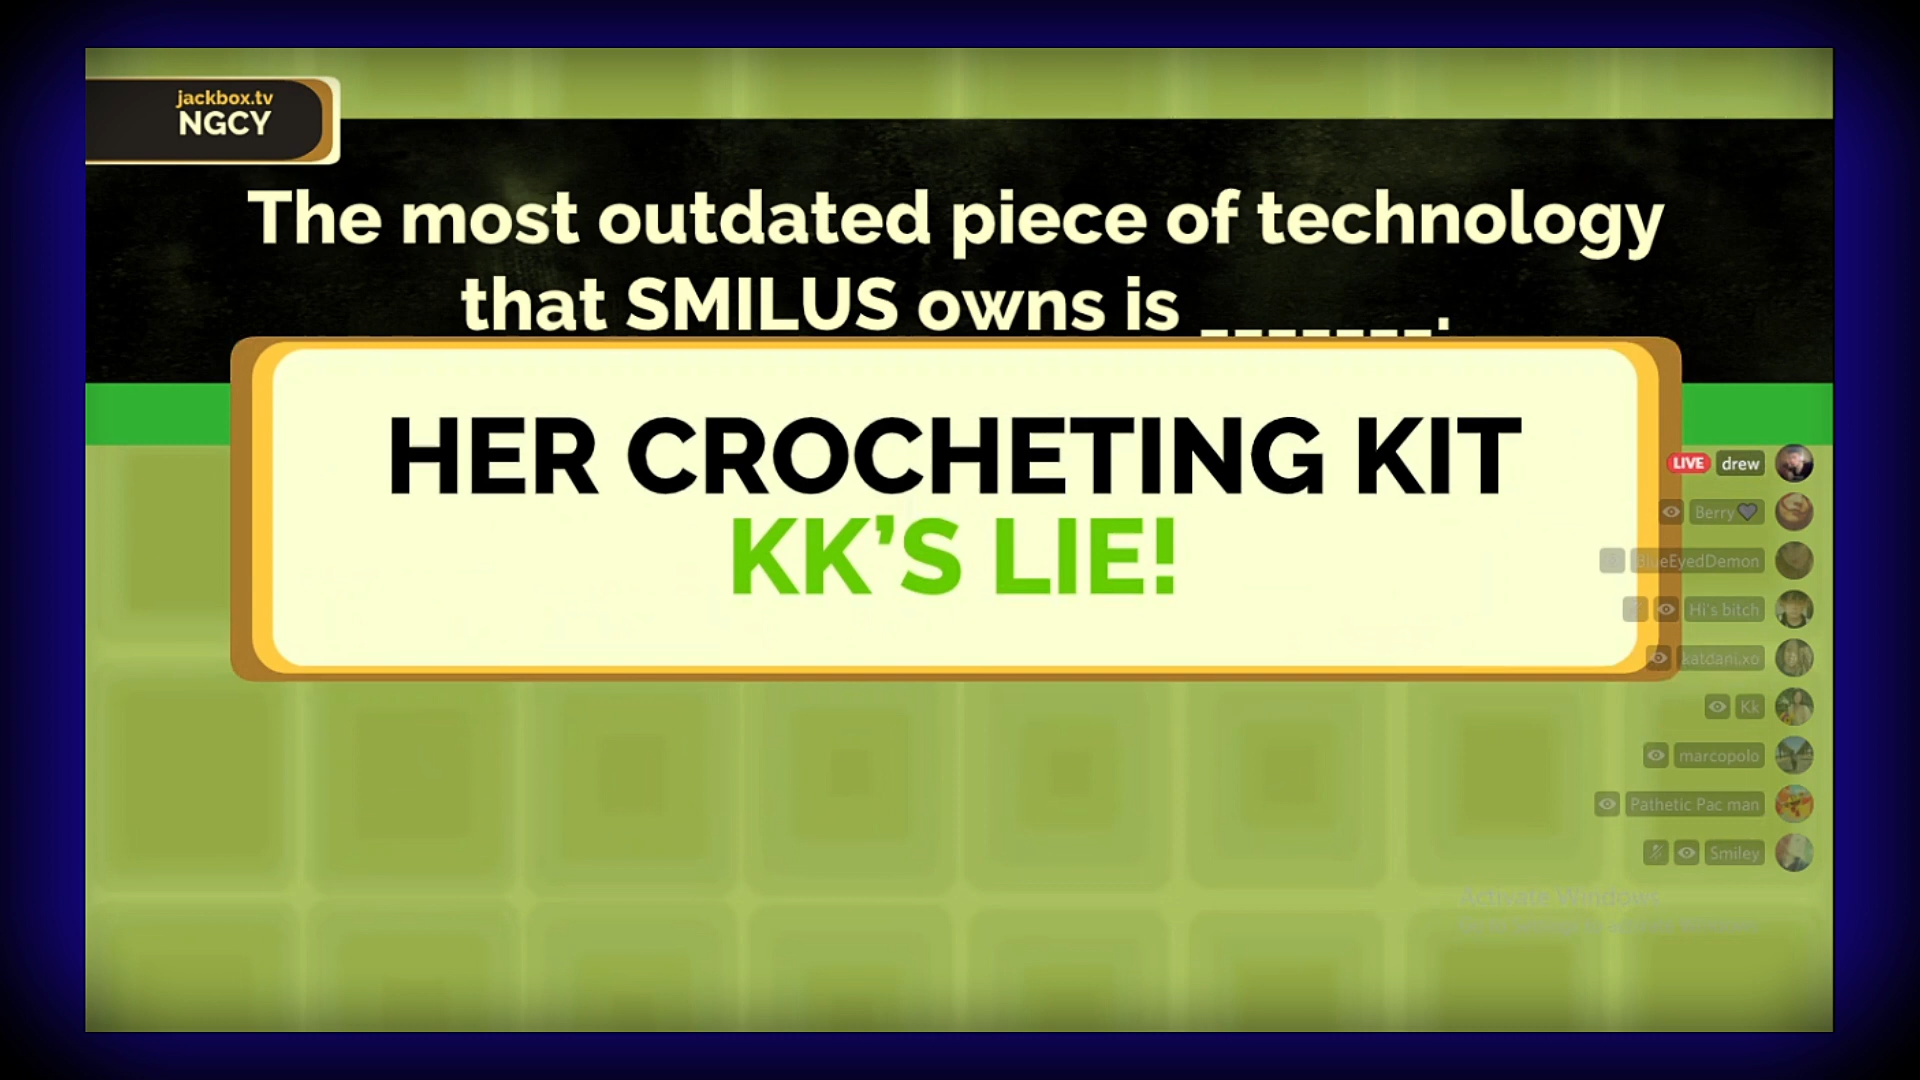 jackbox.tv
NGCY
The most outdated piece of technology
that SMILUS owns is _______.
HER CROCHETING KIT
KK'S LIE!
LIVE drew
Berry
BlueEyedDemon
Hi's bitch
katdani.xo
Kk
marcopolo
Pathetic Pac man
Smiley
Activate Windows